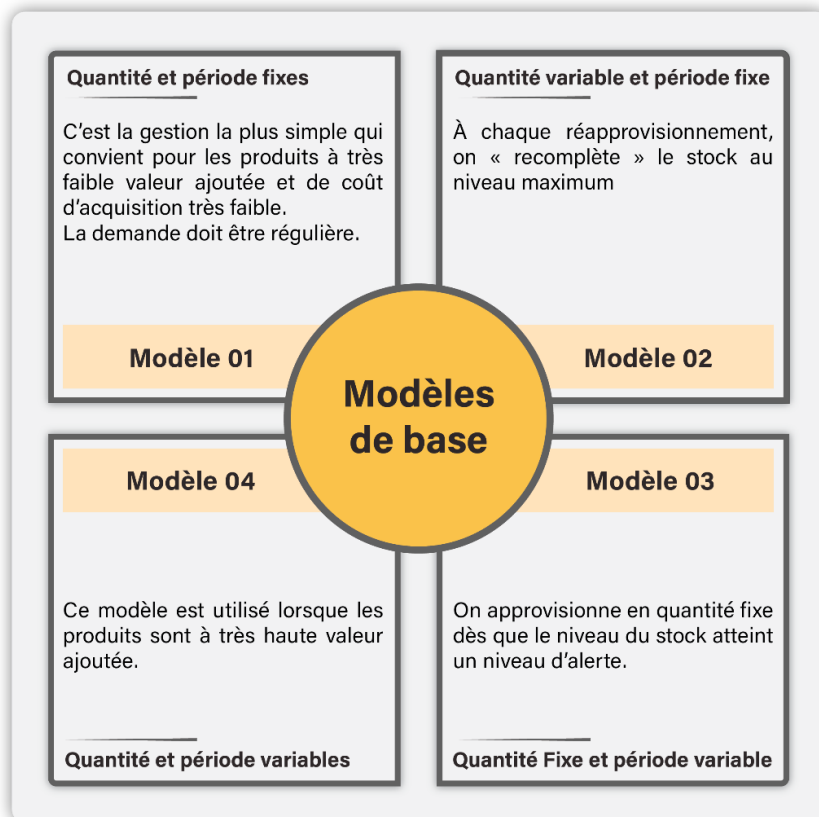 Quantité et période fixes
C’est la gestion la plus simple qui
convient pour les produits à très
faible valeur ajoutée et de coût
d’acquisition très faible.
La demande doit être régulière.
Modèle 01
Quantité variable et période fixe
À chaque réapprovisionnement,
on « recomplète » le stock au
niveau maximum
Modèle 02
Modèles
de base
Modèle 04
Ce modèle est utilisé lorsque les
produits sont à très haute valeur
ajoutée.
Quantité et période variables
Modèle 03
On approvisionne en quantité fixe
dès que le niveau du stock atteint
un niveau d’alerte.
Quantité Fixe et période variable